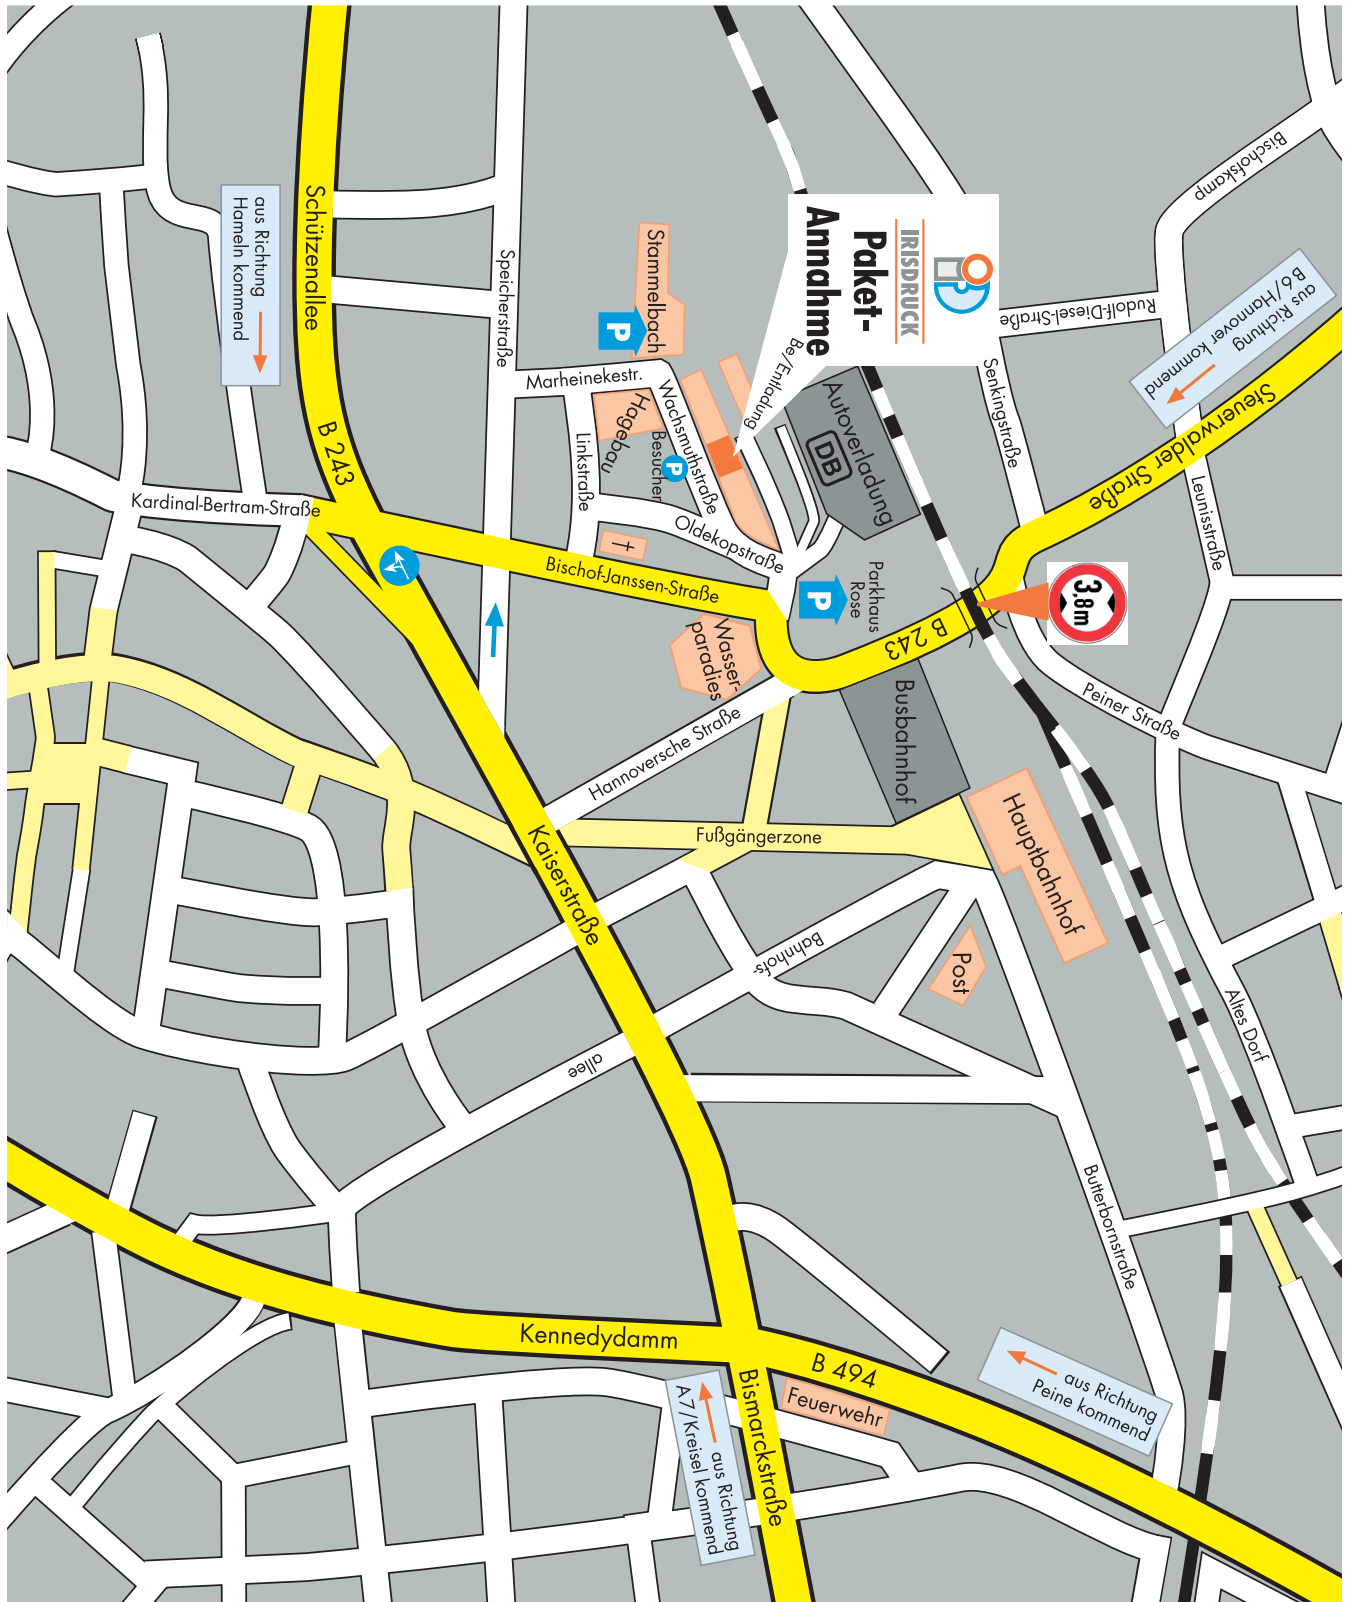 IRISDRUCK
Paket-
Annahme
Be/Entladung
Bischofskamp
Rudolf-Diesel-Straße
aus Richtung
B6/Hannover kommend
Steuerwalder Straße
Senkingstraße
Leunisstraße
Schützenallee
aus Richtung
Hameln kommend
Speicherstraße
Stammelbach
P
Marheinekestr.
Wachsmuthstraße
Hagebau
Besucher
P
Linkstraße
Oldekopstraße
Autoverladung
DB
B 243
Kardinal-Bertram-Straße
Bischof-Janssen-Straße
P
Parkhaus
Rose
3,8m
B 243
Wasser-
paradies
Peiner Straße
Busbahnhof
Hannoversche Straße
Hauptbahnhof
Fußgängerzone
Kaiserstraße
Bahnhofs-
allee
Post
Altes Dorf
Butterbornstraße
Kennedydamm
B 494
Feuerwehr
Bismarckstraße
aus Richtung
Peine kommend
aus Richtung
A7/Kreisel kommend